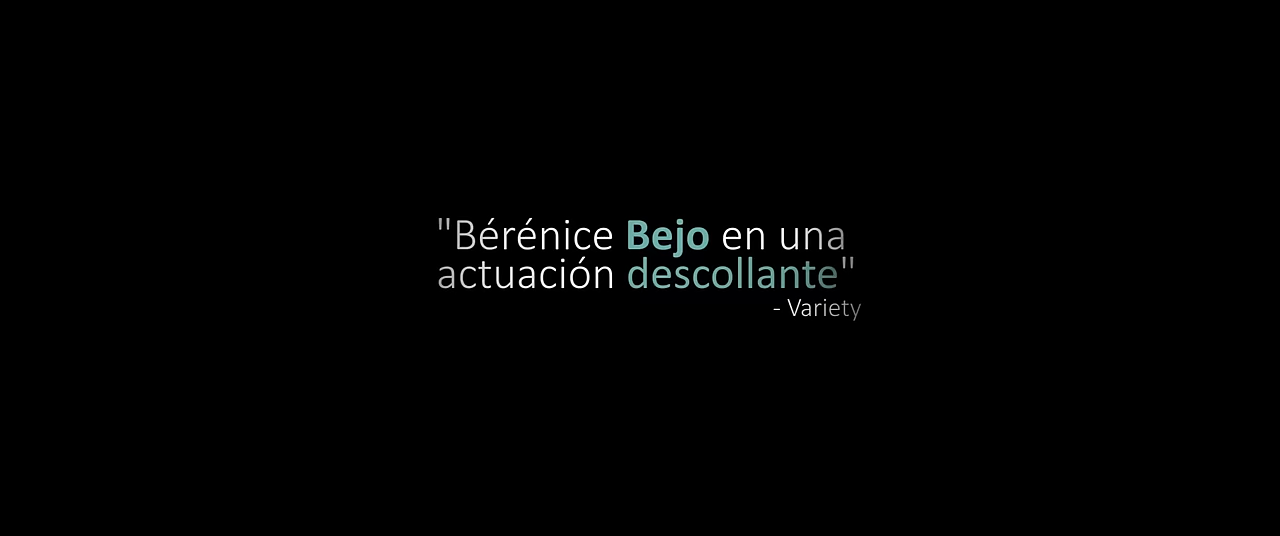 "Bérénice Bejo en una
actuación descollante"
- Variety